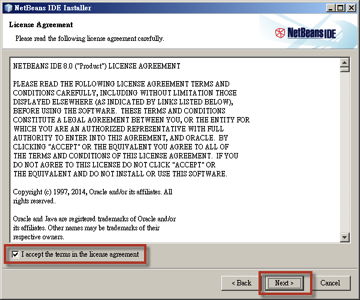 NetBeans IDE Installer
License Agreement
Please read the following license agreement carefully.
NetBeans IDE
NETBEANS IDE 8.0 ("Product") LICENSE AGREEMENT
PLEASE READ THE FOLLOWING LICENSE AGREEMENT TERMS AND
CONDITIONS CAREFULLY, INCLUDING WITHOUT LIMITATION THOSE
DISPLAYED ELSEWHERE (AS INDICATED BY LINKS LISTED BELOW),
BEFORE USING THE SOFTWARE. THESE TERMS AND CONDITIONS
CONSTITUTE A LEGAL AGREEMENT BETWEEN YOU, OR THE ENTITY FOR
WHICH YOU ARE AN AUTHORIZED REPRESENTATIVE WITH FULL
AUTHORITY TO ENTER INTO THIS AGREEMENT, AND ORACLE. BY
CLICKING "ACCEPT" OR THE EQUIVALENT YOU AGREE TO ALL OF
THE TERMS AND CONDITIONS OF THIS LICENSE AGREEMENT. IF YOU
DO NOT AGREE TO THIS LICENSE DO NOT CLICK "ACCEPT" OR
THE EQUIVALENT AND DO NOT INSTALL OR USE THIS SOFTWARE.
Copyright (c) 1997, 2014, Oracle and/or its affiliates. All
rights reserved.
Oracle and Java are registered trademarks of Oracle and/or
its affiliates. Other names may be trademarks of their
respective owners.
I accept the terms in the license agreement
< Back Next > Cancel